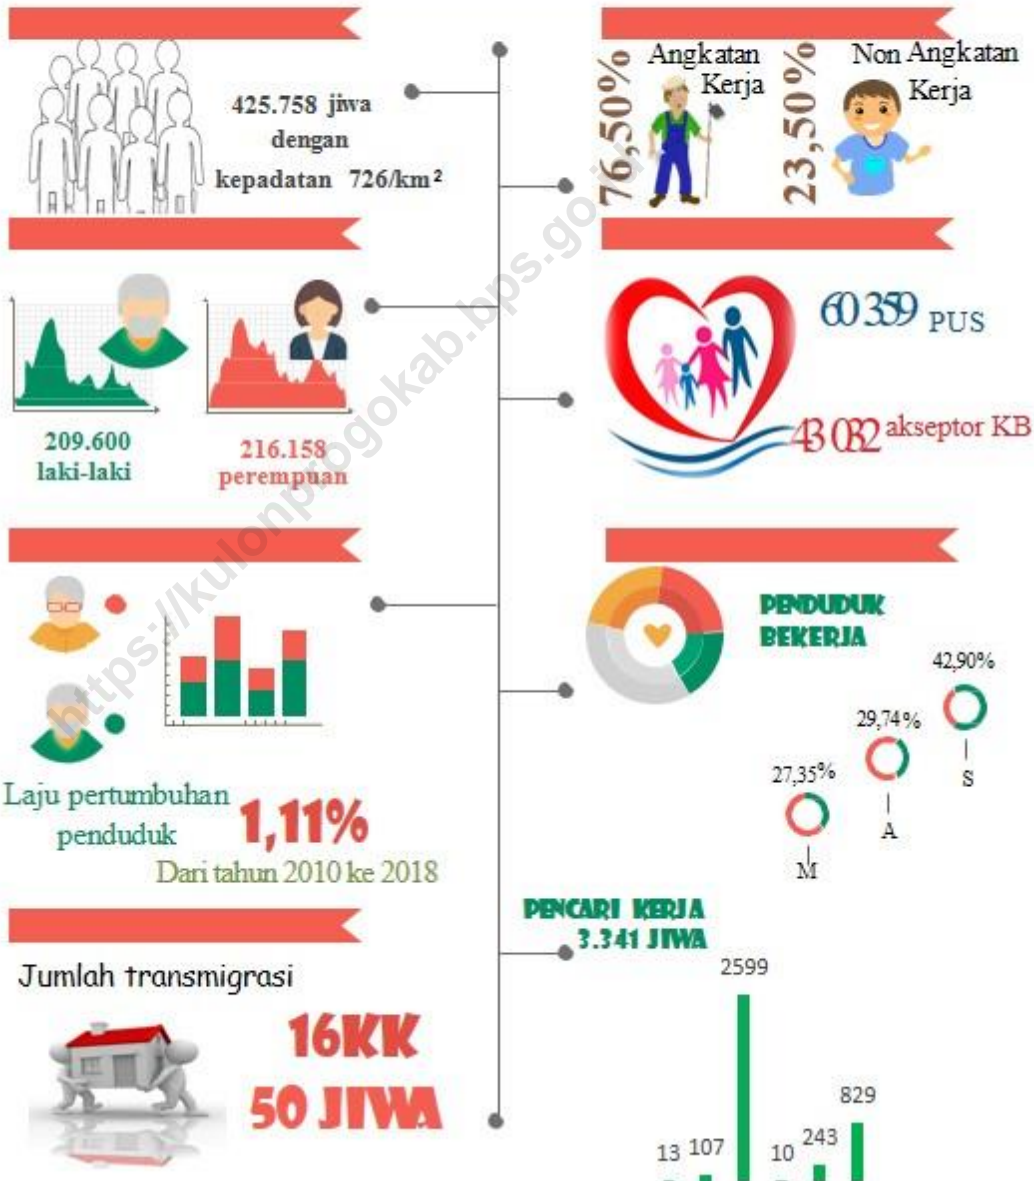 425.758 jiwa
dengan
kepadatan 726/km²
76,50%
Angkatan
Kerja
23,50%
Non Angkatan
Kerja
209.600
laki-laki
216.158
perempuan
60 359 PUS
43 032 akseptor KB
Laju pertumbuhan
penduduk
1,11%
Dari tahun 2010 ke 2018
PENDUDUK
BEKERJA
42,90%
S
29,74%
A
27,35%
M
Jumlah transmigrasi
16KK
50 JIWA
PENCARI KERJA
3.341 JIWA
13
107
2599
10
243
829
https://kulonprogokab.bps.go.id